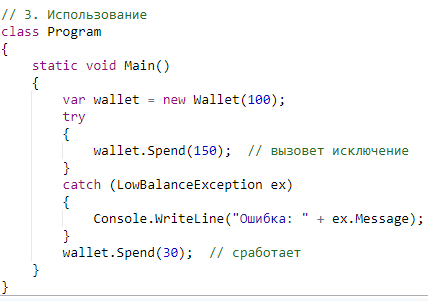 // 3. Использование
class Program
{
    static void Main()
    {
        var wallet = new Wallet(100);
        try
        {
            wallet.Spend(150);  // вызовет исключение
        }
        catch (LowBalanceException ex)
        {
            Console.WriteLine("Ошибка: " + ex.Message);
        }
        wallet.Spend(30);  // сработает
    }
}